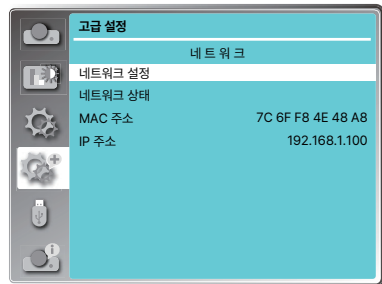 고급 설정
네트워크
네트워크 설정
네트워크 상태
MAC 주소 7C 6F F8 4E 48 A8
IP 주소 192.168.1.100